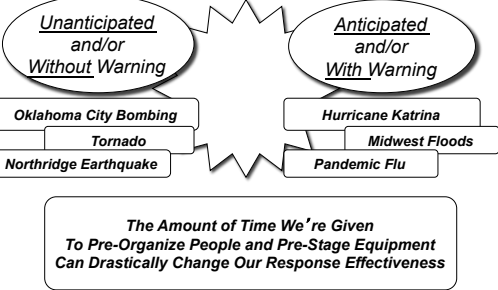 Unanticipated
and/or
Without Warning
Anticipated
and/or
With Warning
Oklahoma City Bombing
Tornado
Northridge Earthquake
Hurricane Katrina
Midwest Floods
Pandemic Flu
The Amount of Time We’re Given
To Pre-Organize People and Pre-Stage Equipment
Can Drastically Change Our Response Effectiveness